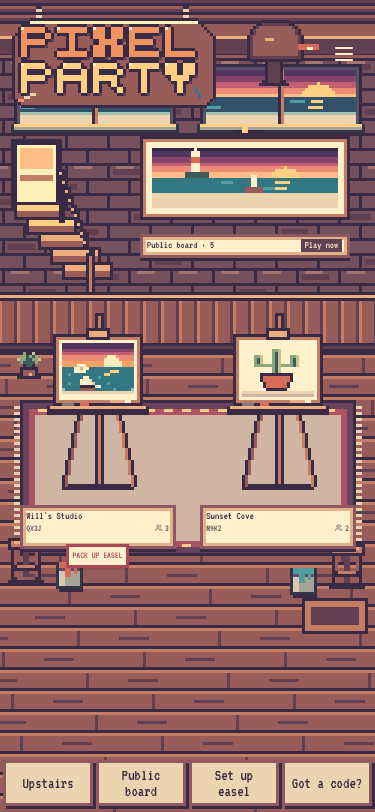 PIXEL
PARTY
Public board · 5
Play now
Will's Studio
QX3J
3
Sunset Cove
M9K2
2
PACK UP EASEL
Upstairs
Public
board
Set up
easel
Got a code?